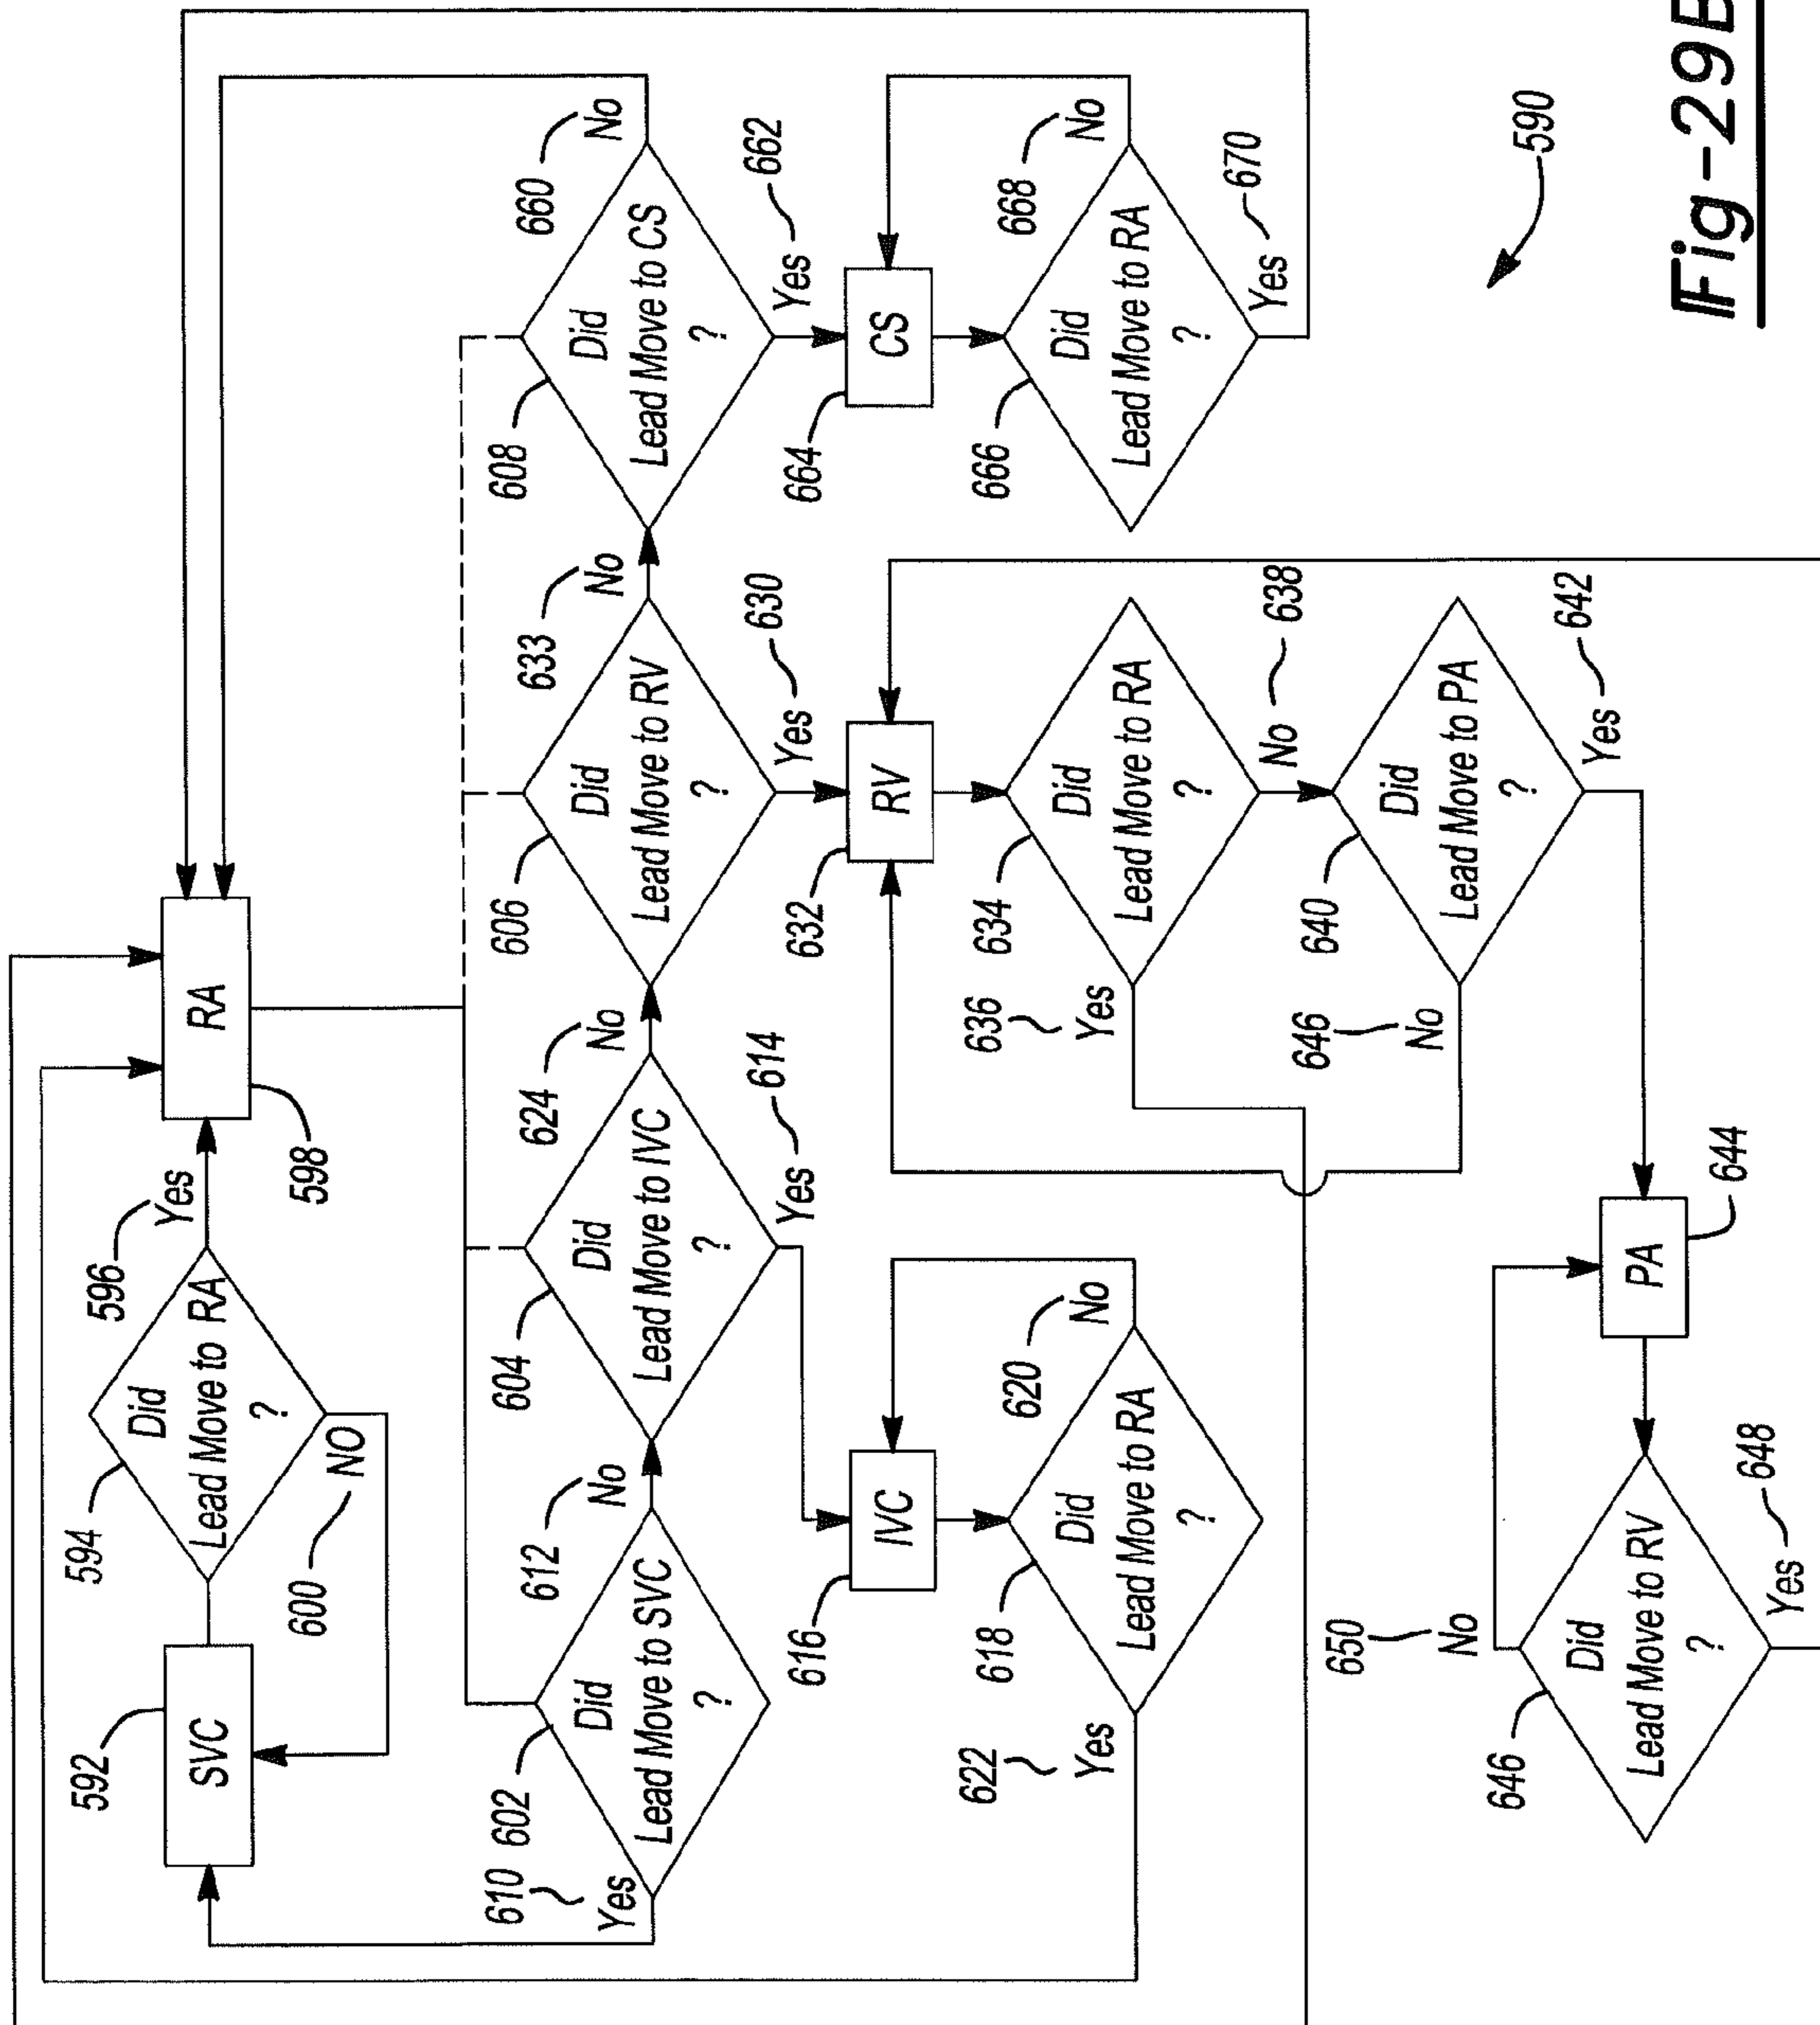 592
SVC
594
Did
Lead Move to RA
?
596
Yes
600
NO
RA
598
610
Yes
602
Did
Lead Move to SVC
?
612
No
604
Did
Lead Move to IVC
?
624
No
614
Yes
606
Did
Lead Move to RV
?
633
No
630
Yes
608
Did
Lead Move to CS
?
660
No
662
Yes
616
IVC
618
Did
Lead Move to RA
?
620
No
622
Yes
632
RV
634
Did
Lead Move to RA
?
636
Yes
638
No
640
Did
Lead Move to PA
?
646
No
642
Yes
664
CS
666
Did
Lead Move to RA
?
668
No
670
Yes
650
No
646
Did
Lead Move to RV
?
648
Yes
PA
644
590
Fig-29B